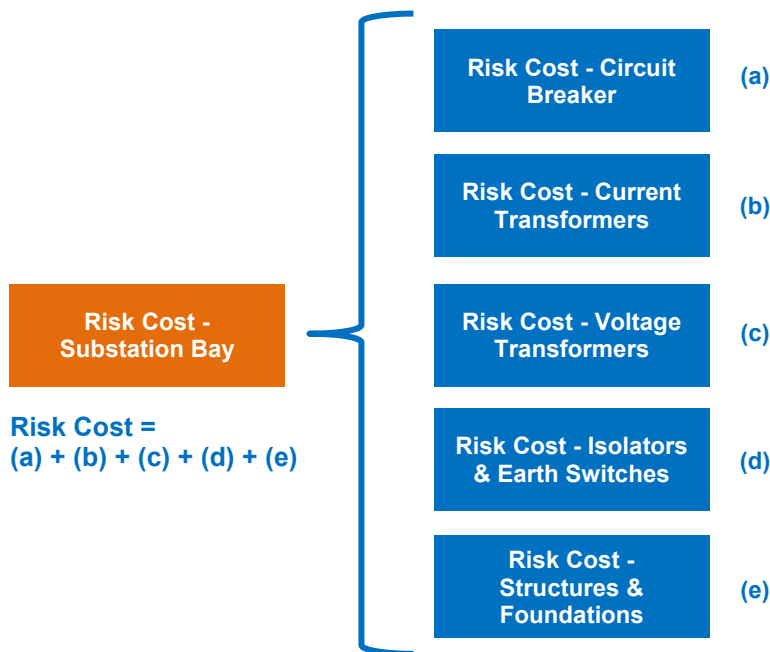 Risk Cost - Circuit
Breaker
(a)
Risk Cost - Current
Transformers
(b)
Risk Cost -
Substation Bay
Risk Cost - Voltage
Transformers
(c)
Risk Cost =
(a) + (b) + (c) + (d) + (e)
Risk Cost - Isolators
& Earth Switches
(d)
Risk Cost -
Structures &
Foundations
(e)